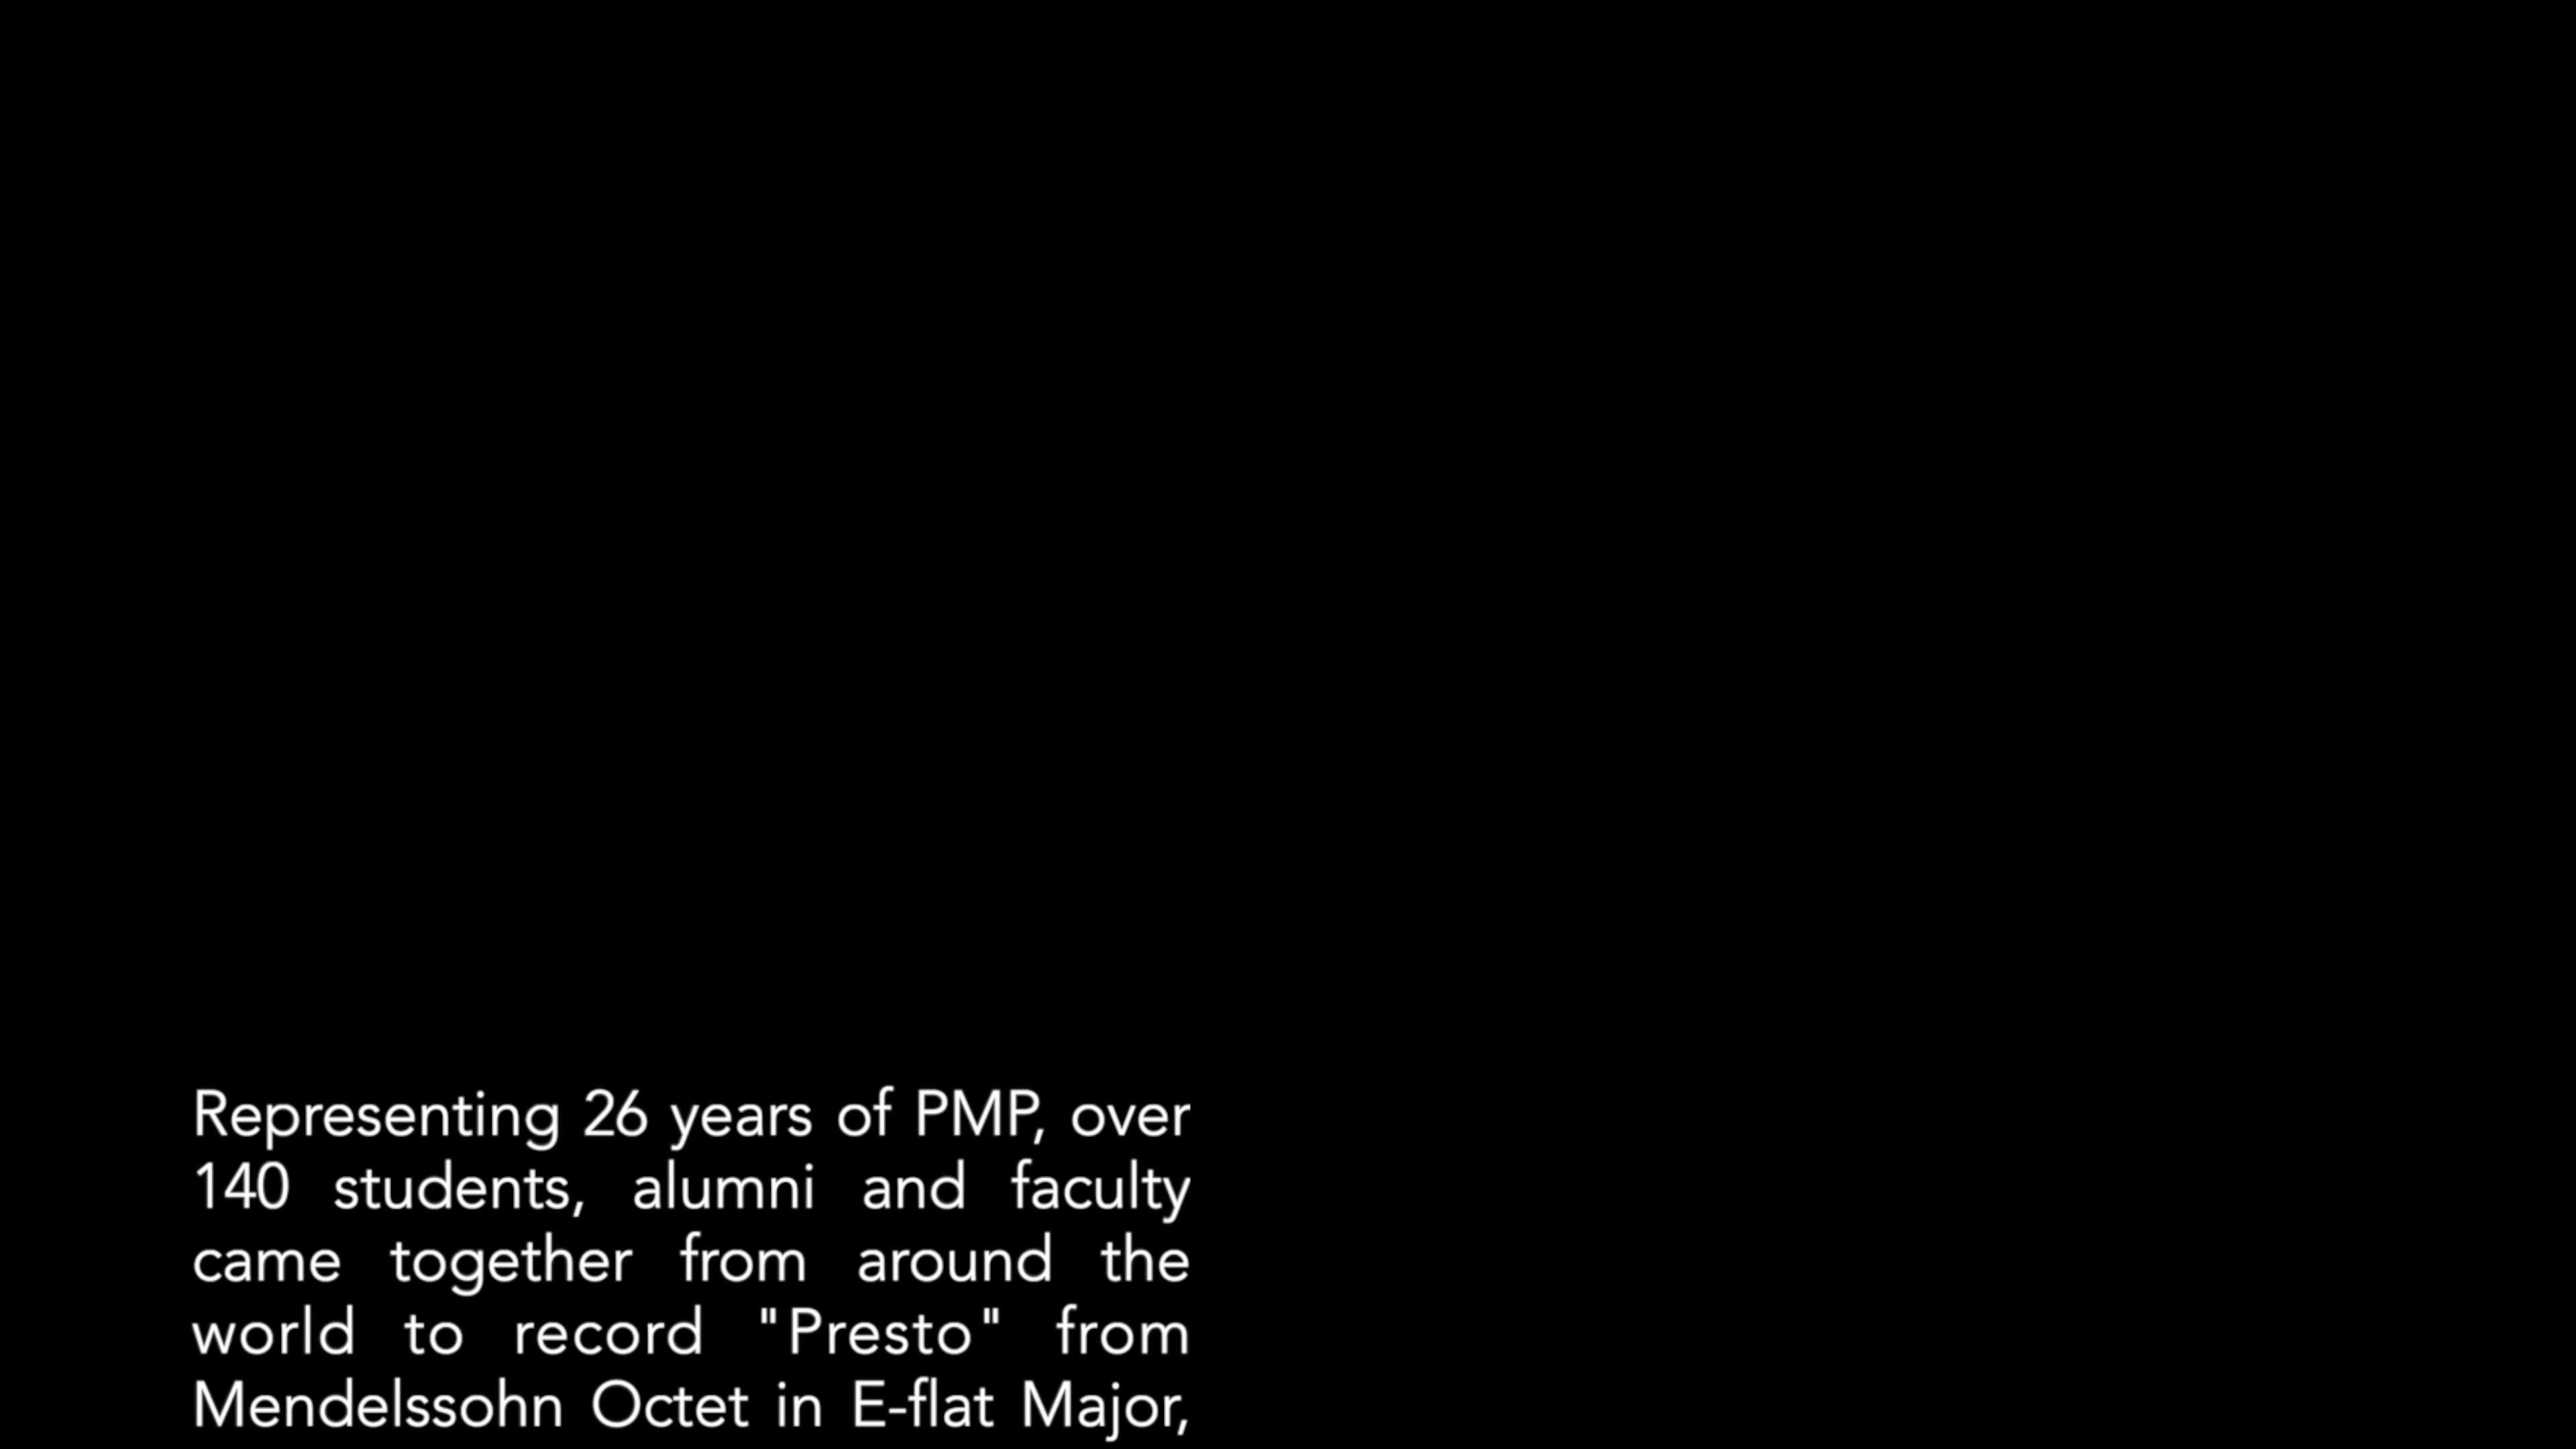 Representing 26 years of PMP, over
140 students, alumni and faculty
came together from around the
world to record "Presto" from
Mendelssohn Octet in E-flat Major,